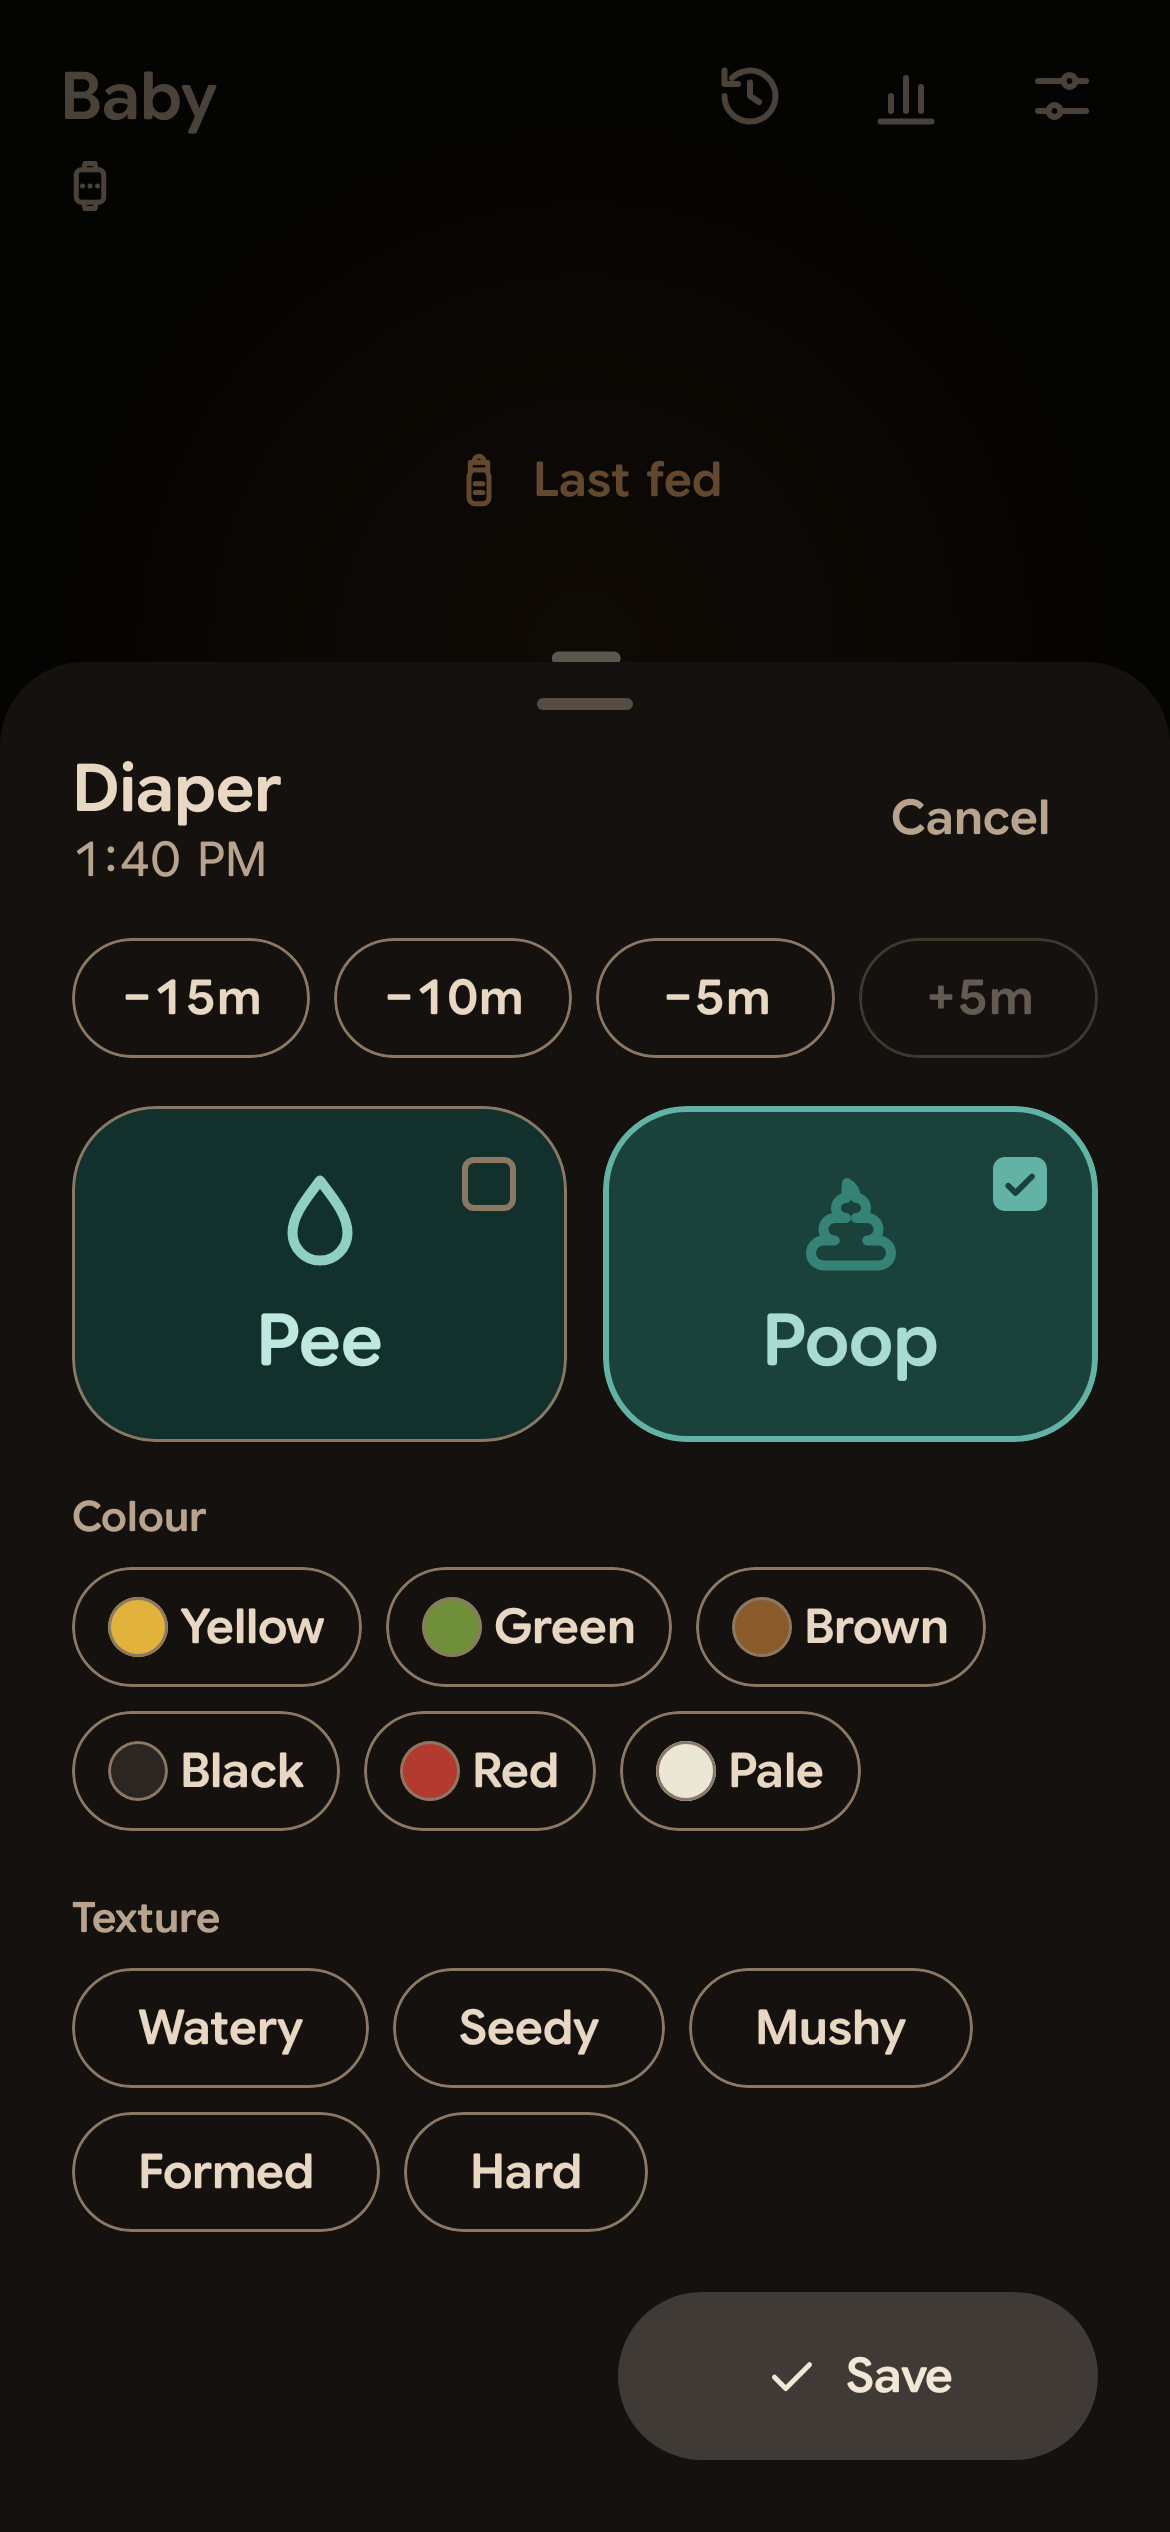 Baby
Last fed
Diaper
Cancel
1:40 PM
−15m −10m −5m +5m
Pee Poop
Colour
Yellow Green Brown
Black Red Pale
Texture
Watery Seedy Mushy
Formed Hard
Save